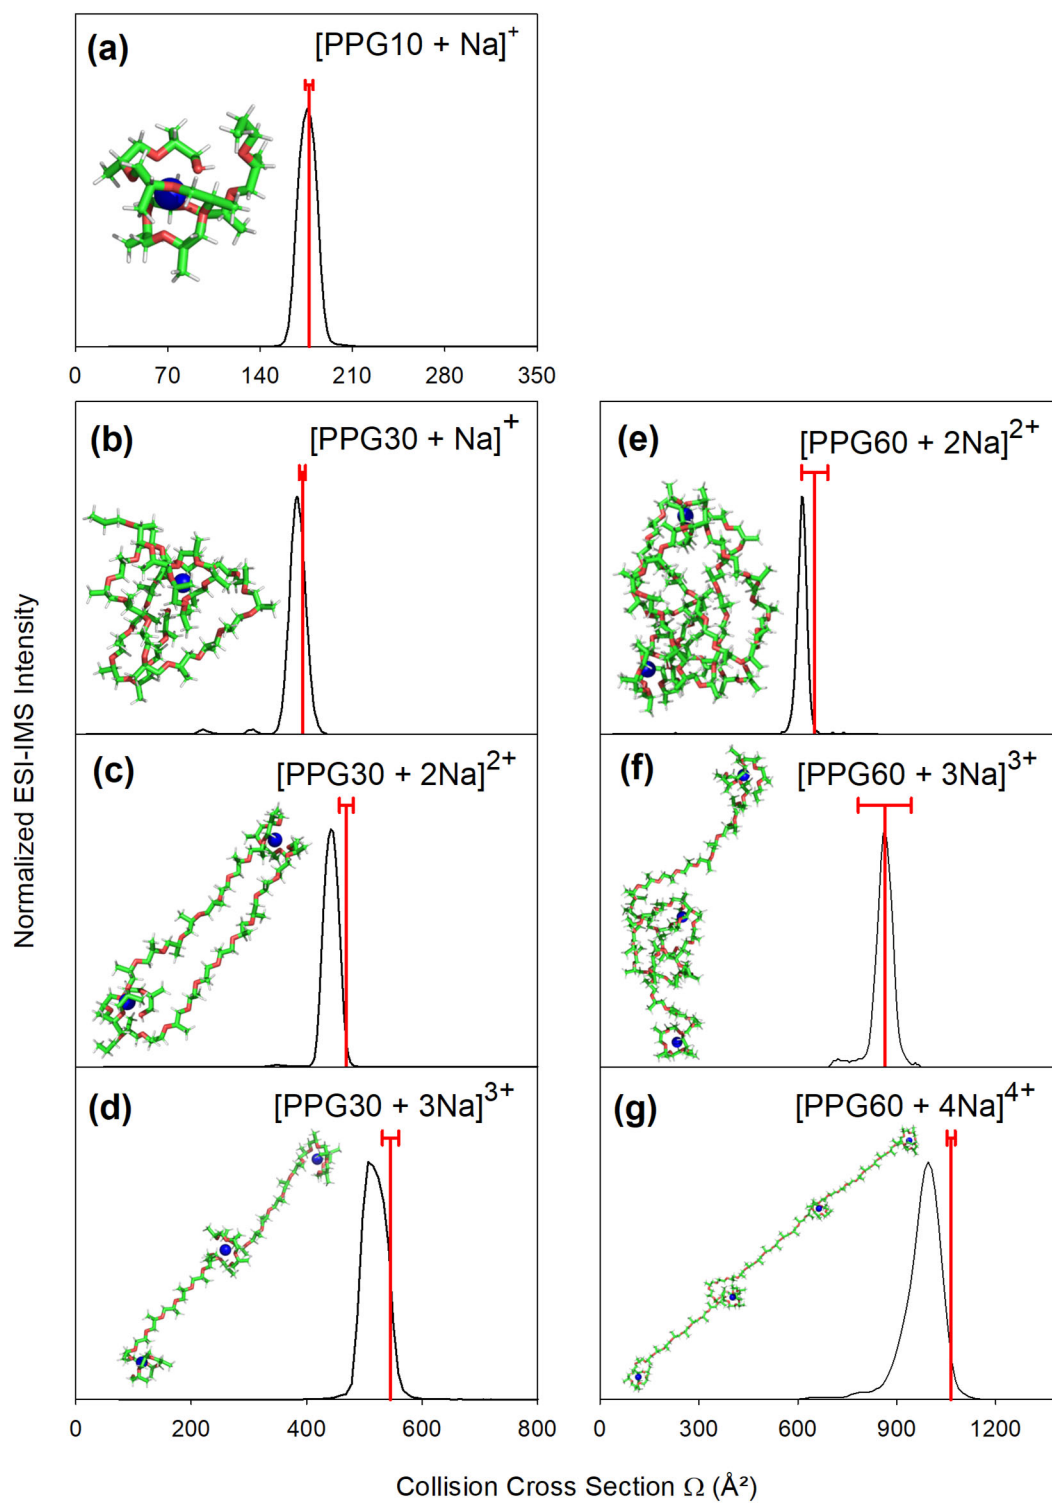 (a)
[PPG10 + Na]⁺
0 70 140 210 280 350
(b)
[PPG30 + Na]⁺
(e)
[PPG60 + 2Na]²⁺
(c)
[PPG30 + 2Na]²⁺
(f)
[PPG60 + 3Na]³⁺
(d)
[PPG30 + 3Na]³⁺
(g)
[PPG60 + 4Na]⁴⁺
0 200 400 600 800
0 300 600 900 1200
Normalized ESI-IMS Intensity
Collision Cross Section Ω (Å²)